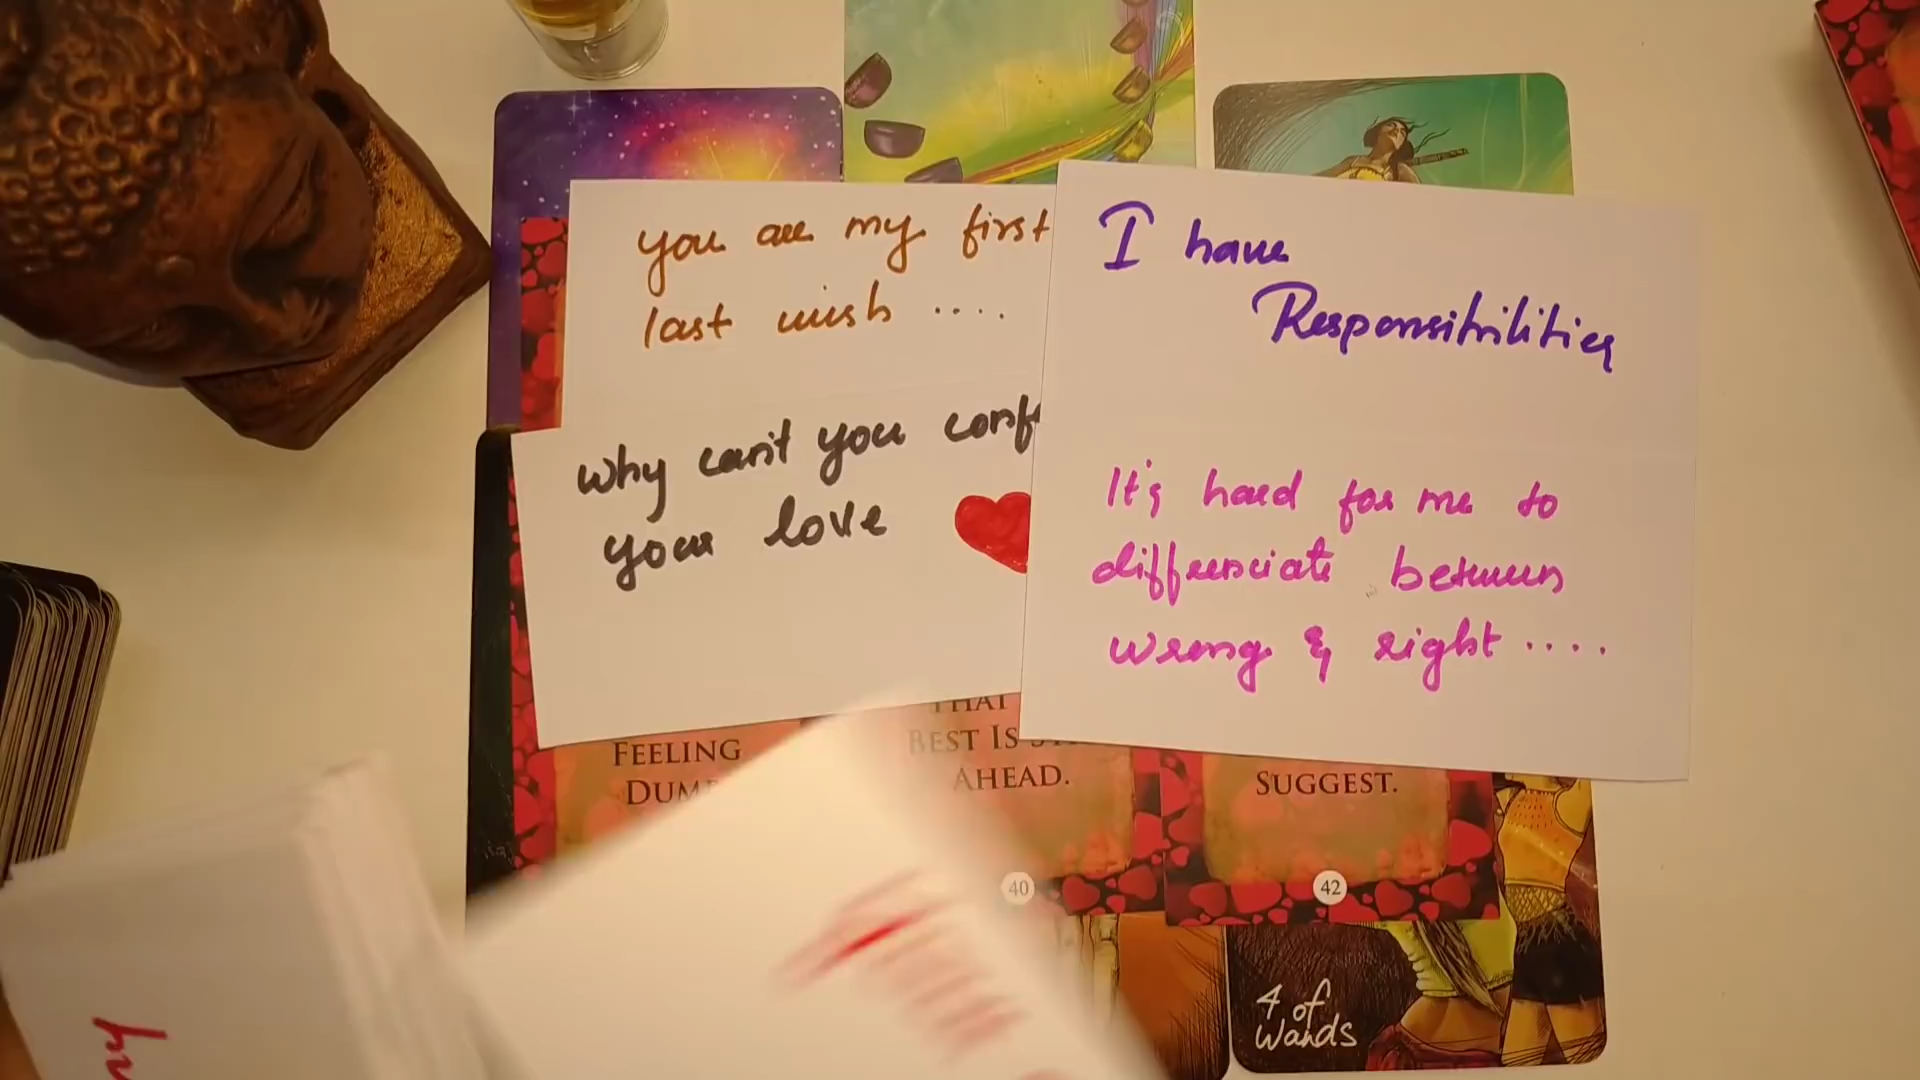 you are my first
last wish ....
I have
Responsibilities
Why can't you
your love
It's hard for me to
differenciate between
wrong & right ....
FEELING
THAT
BEST IS
AHEAD.
SUGGEST.
40
42
4 of
Wands